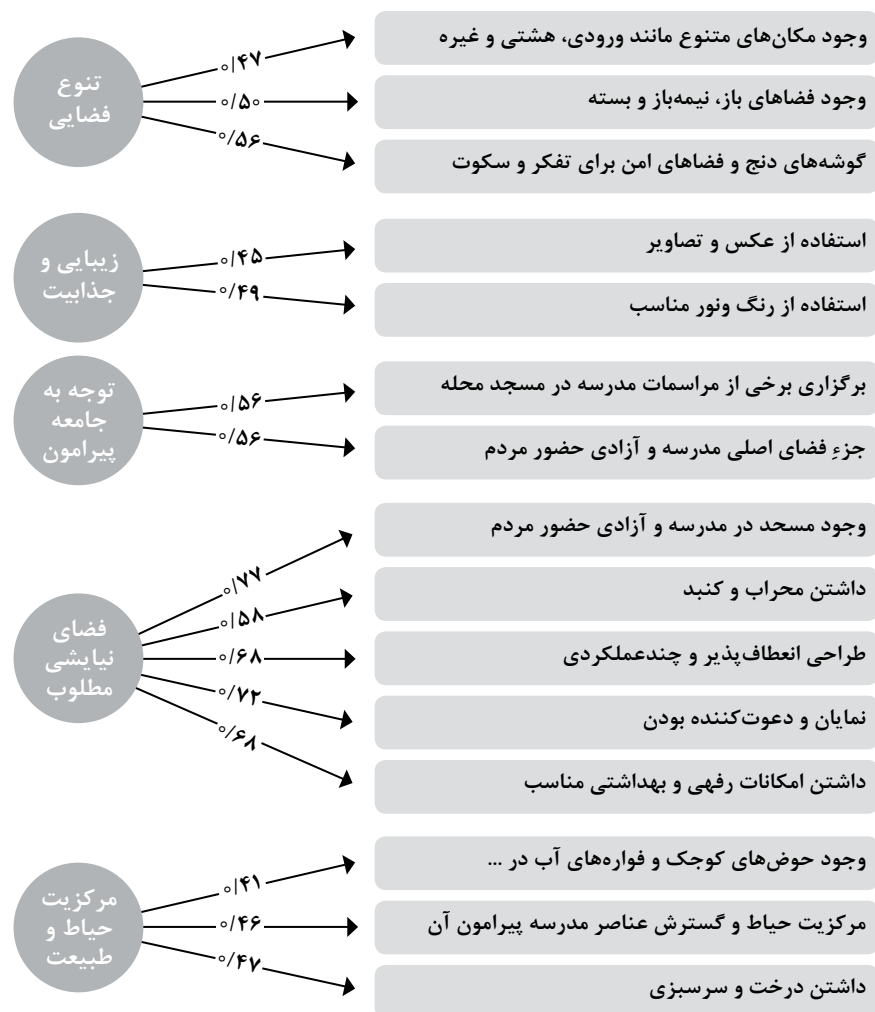 تنوع
فضایی
۰/۴۷
وجود مکان‌های متنوع مانند ورودی، هشتی و غیره
۰/۵۰
وجود فضاهای باز، نیمه‌باز و بسته
۰/۵۶
گوشه‌های دنج و فضاهای امن برای تفکر و سکوت
زیبایی و
جذابیت
۰/۴۵
استفاده از عکس و تصاویر
۰/۴۹
استفاده از رنگ ونور مناسب
توجه به
جامعه
پیرامون
۰/۵۶
برگزاری برخی از مراسمات مدرسه در مسجد محله
۰/۵۶
جزءِ فضای اصلی مدرسه و آزادی حضور مردم
فضای
نیایشی
مطلوب
۰/۷۷
وجود مسحد در مدرسه و آزادی حضور مردم
۰/۵۸
داشتن محراب و کنبد
۰/۶۸
طراحی انعطاف‌پذیر و چندعملکردی
۰/۷۲
نمایان و دعوت‌کننده بودن
۰/۶۸
داشتن امکانات رفهی و بهداشتی مناسب
مرکزیت
حیاط و
طبیعت
۰/۴۱
وجود حوض‌های کوجک و فواره‌های آب در ...
۰/۴۶
مرکزیت حیاط و گسترش عناصر مدرسه پیرامون آن
۰/۴۷
داشتن درخت و سرسبزی